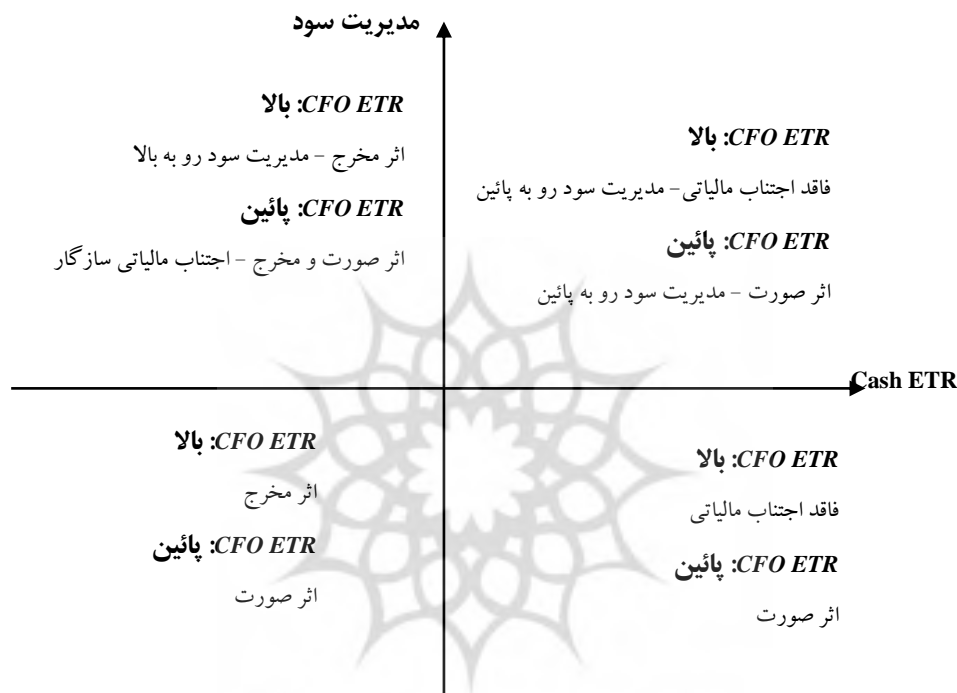 مدیریت سود
CFO ETR: بالا
فاقد اجتناب مالیاتی – مدیریت سود رو به پائین
CFO ETR: پائین
اثر صورت – مدیریت سود رو به پائین
CFO ETR: بالا
اثر مخرج – مدیریت سود رو به بالا
CFO ETR: پائین
اثر صورت و مخرج – اجتناب مالیاتی سازگار
Cash ETR
CFO ETR: بالا
فاقد اجتناب مالیاتی
CFO ETR: پائین
اثر صورت
CFO ETR: بالا
اثر مخرج
CFO ETR: پائین
اثر صورت